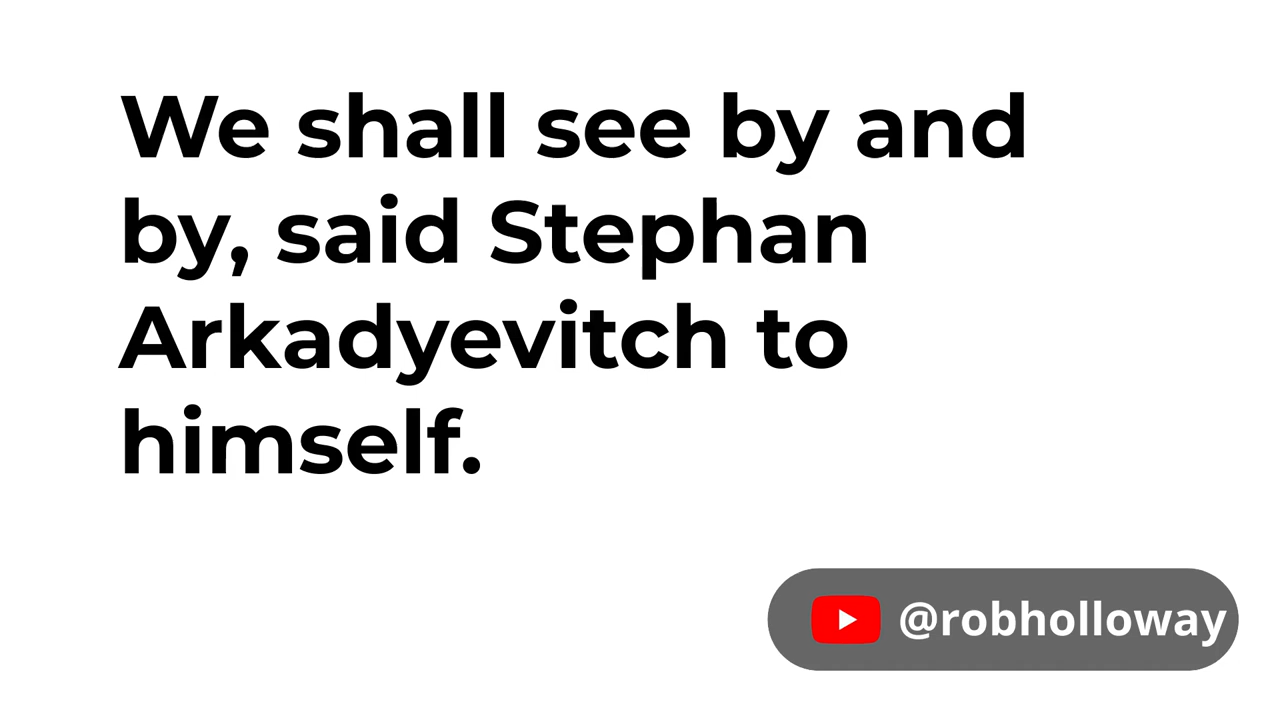 We shall see by and
by, said Stephan
Arkadyevitch to
himself.
@robholloway